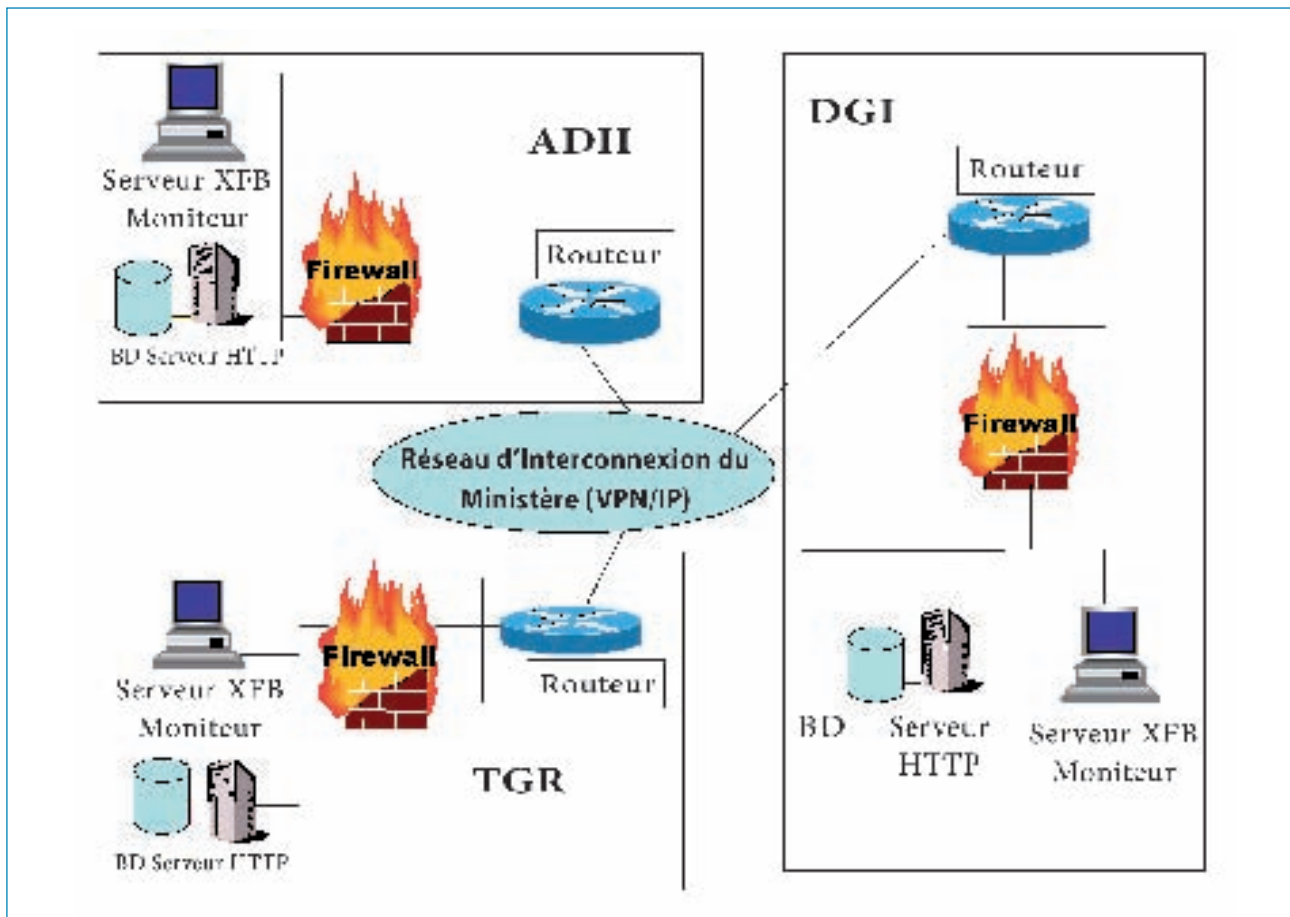 ADII
Serveur XFB
Moniteur
Firewall
Routeur
BD Serveur HTTP
DGI
Routeur
Firewall
BD
Serveur
HTTP
Serveur XFB
Moniteur
Réseau d'Interconnexion du
Ministère (VPN/IP)
Serveur XFB
Moniteur
Firewall
Routeur
TGR
BD Serveur HTTP